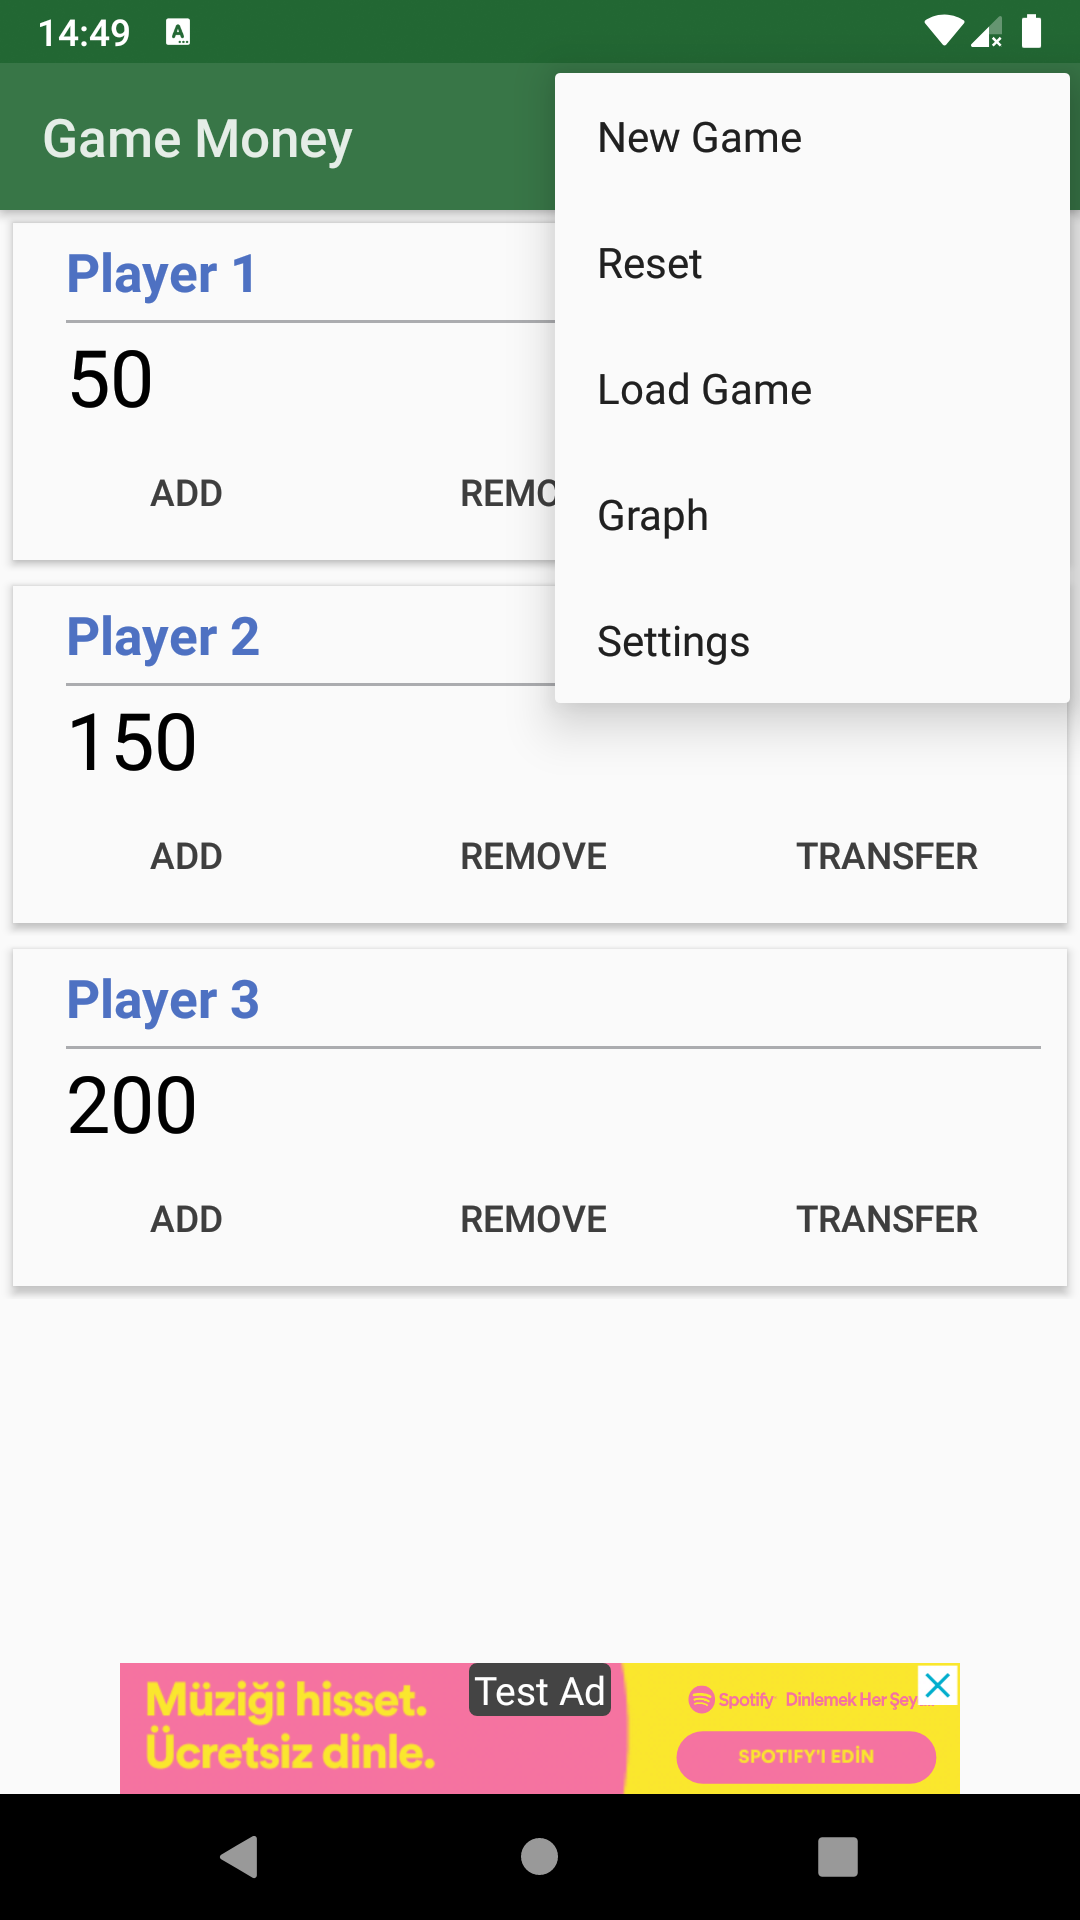 14:49
Game Money
New Game
Reset
Load Game
Graph
Settings
Player 1
50
ADD
Player 2
150
ADD REMOVE TRANSFER
Player 3
200
ADD REMOVE TRANSFER
Test Ad
Müziği hisset.
Ücretsiz dinle.
Spotify Dinlemek Her
SPOTIFY'I EDİN